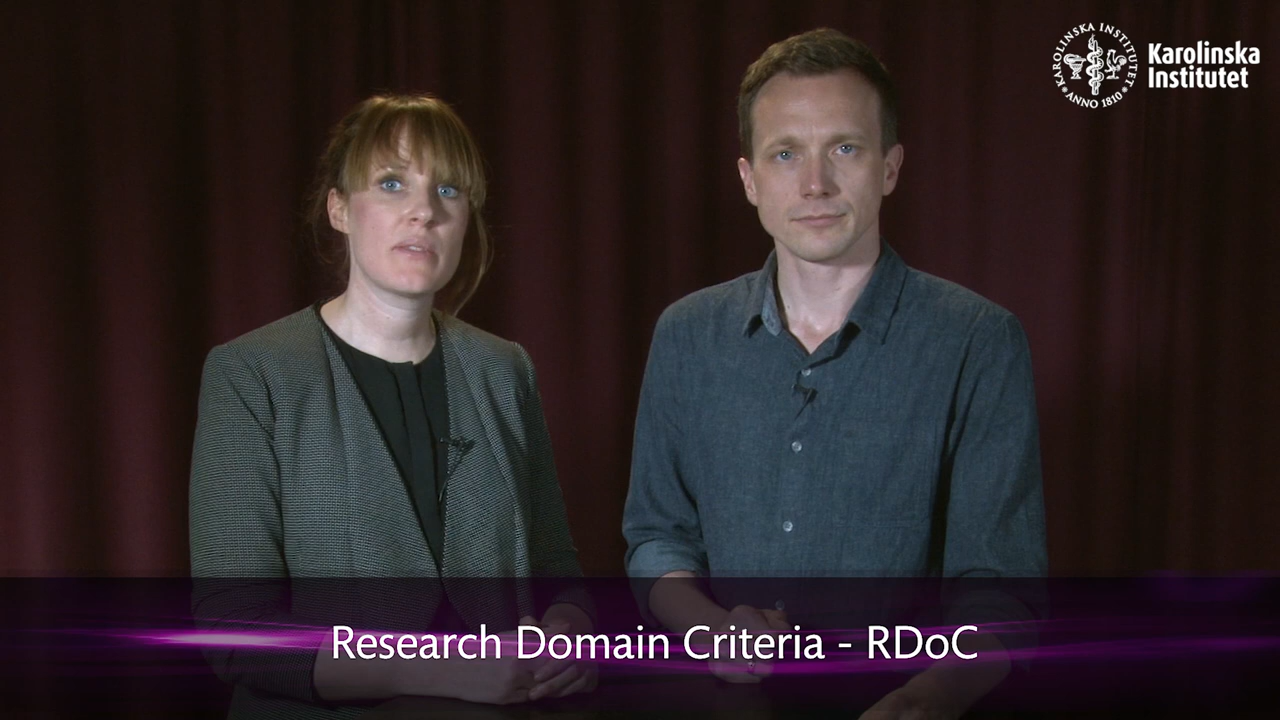 KAROLINSKA INSTITUTET
ANNO 1810
Karolinska
Institutet
Research Domain Criteria - RDoC